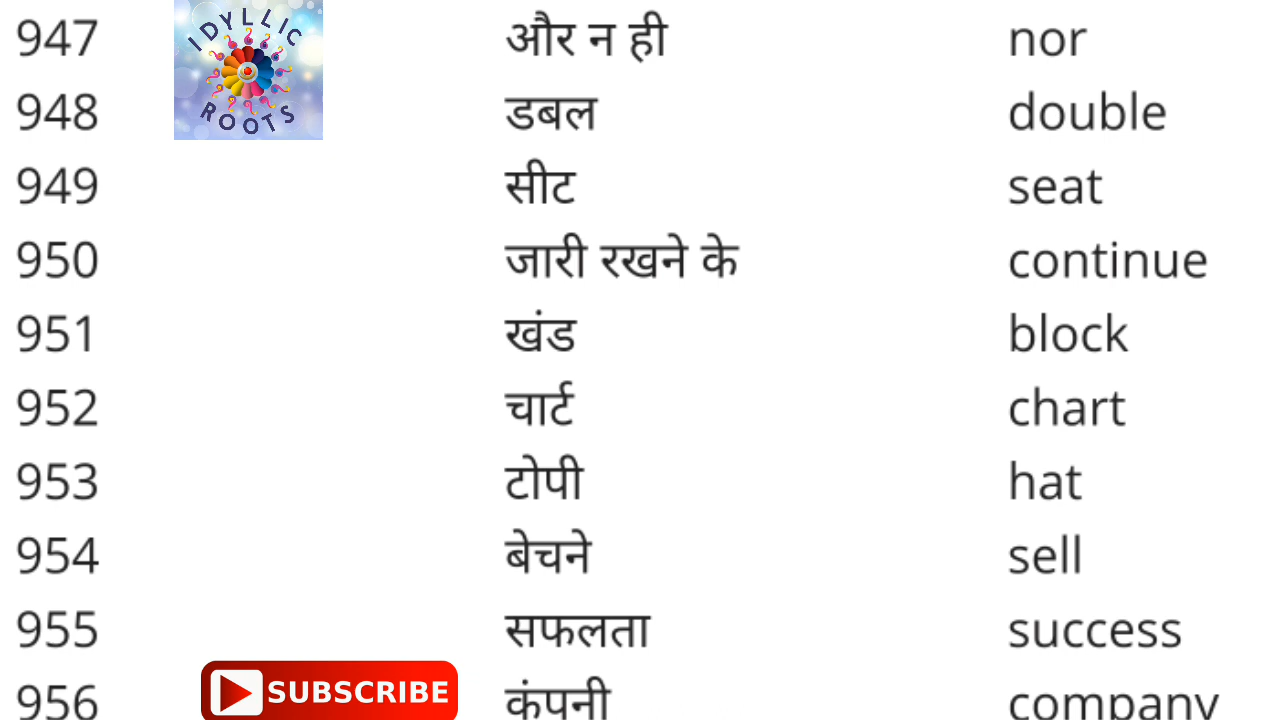 947 और न ही nor
IDYLLIC
ROOTS
948 डबल double
949 सीट seat
950 जारी रखने के continue
951 खंड block
952 चार्ट chart
953 टोपी hat
954 बेचने sell
955 सफलता success
956 कंपनी company
SUBSCRIBE